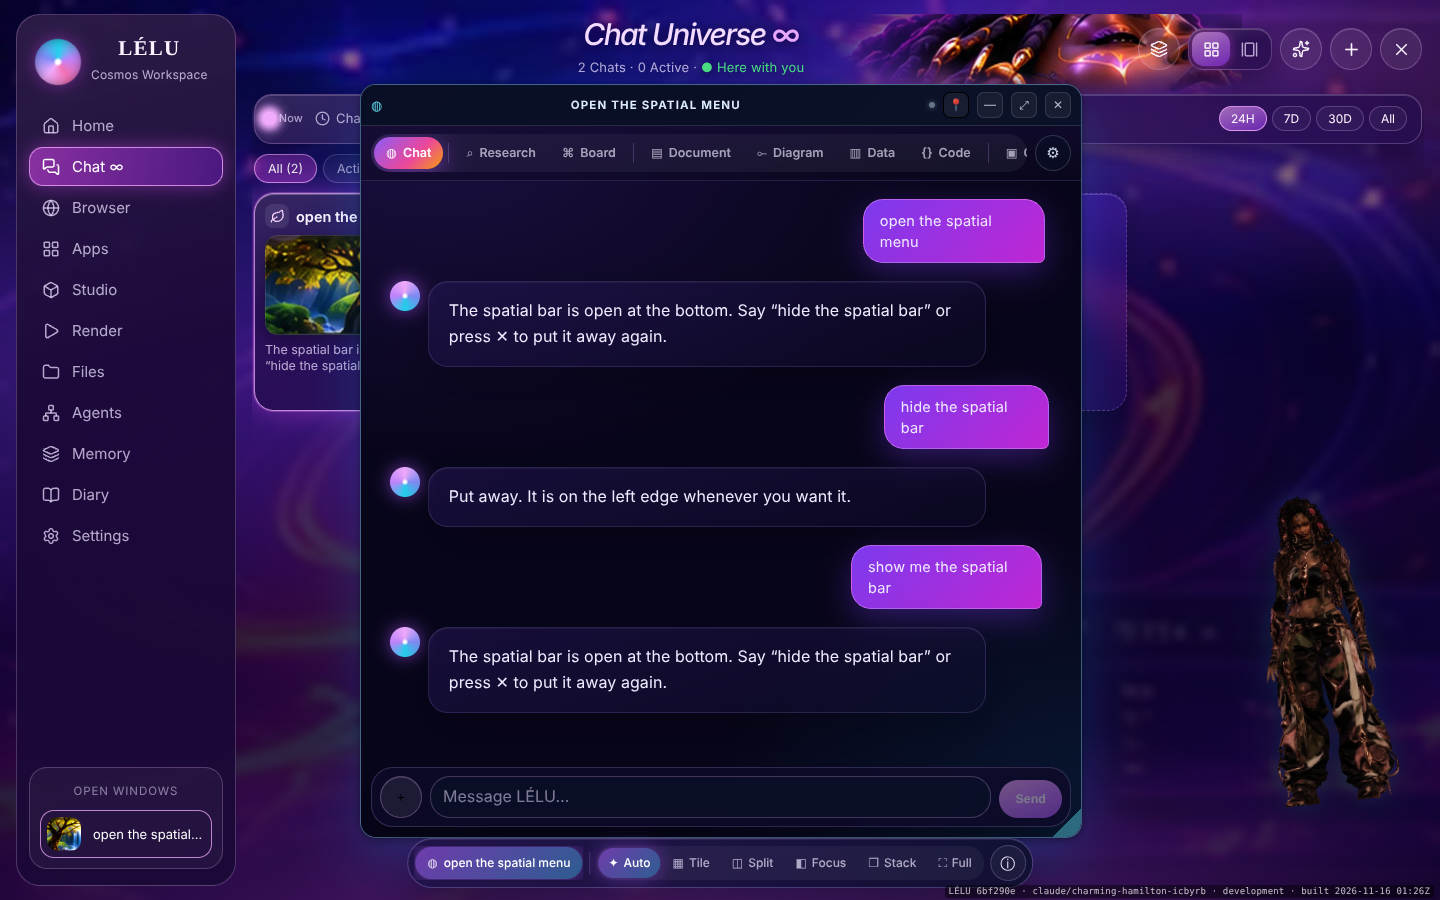 LÉLU
Cosmos Workspace
Home
Chat ∞
Browser
Apps
Studio
Render
Files
Agents
Memory
Diary
Settings
OPEN WINDOWS
open the spatial...
Chat Universe ∞
2 Chats · 0 Active · Here with you
Now
Cha
24H 7D 30D All
All (2) Acti
open the
The spatial bar i
“hide the spatial
OPEN THE SPATIAL MENU
Chat Research Board Document Diagram Data Code
open the spatial
menu
The spatial bar is open at the bottom. Say “hide the spatial bar” or
press ✕ to put it away again.
hide the spatial
bar
Put away. It is on the left edge whenever you want it.
show me the spatial
bar
The spatial bar is open at the bottom. Say “hide the spatial bar” or
press ✕ to put it away again.
Message LÉLU...
Send
open the spatial menu Auto Tile Split Focus Stack Full
LÉLU 6bf290e · claude/charming-hamilton-icbyrb · development · built 2026-11-16 01:26Z